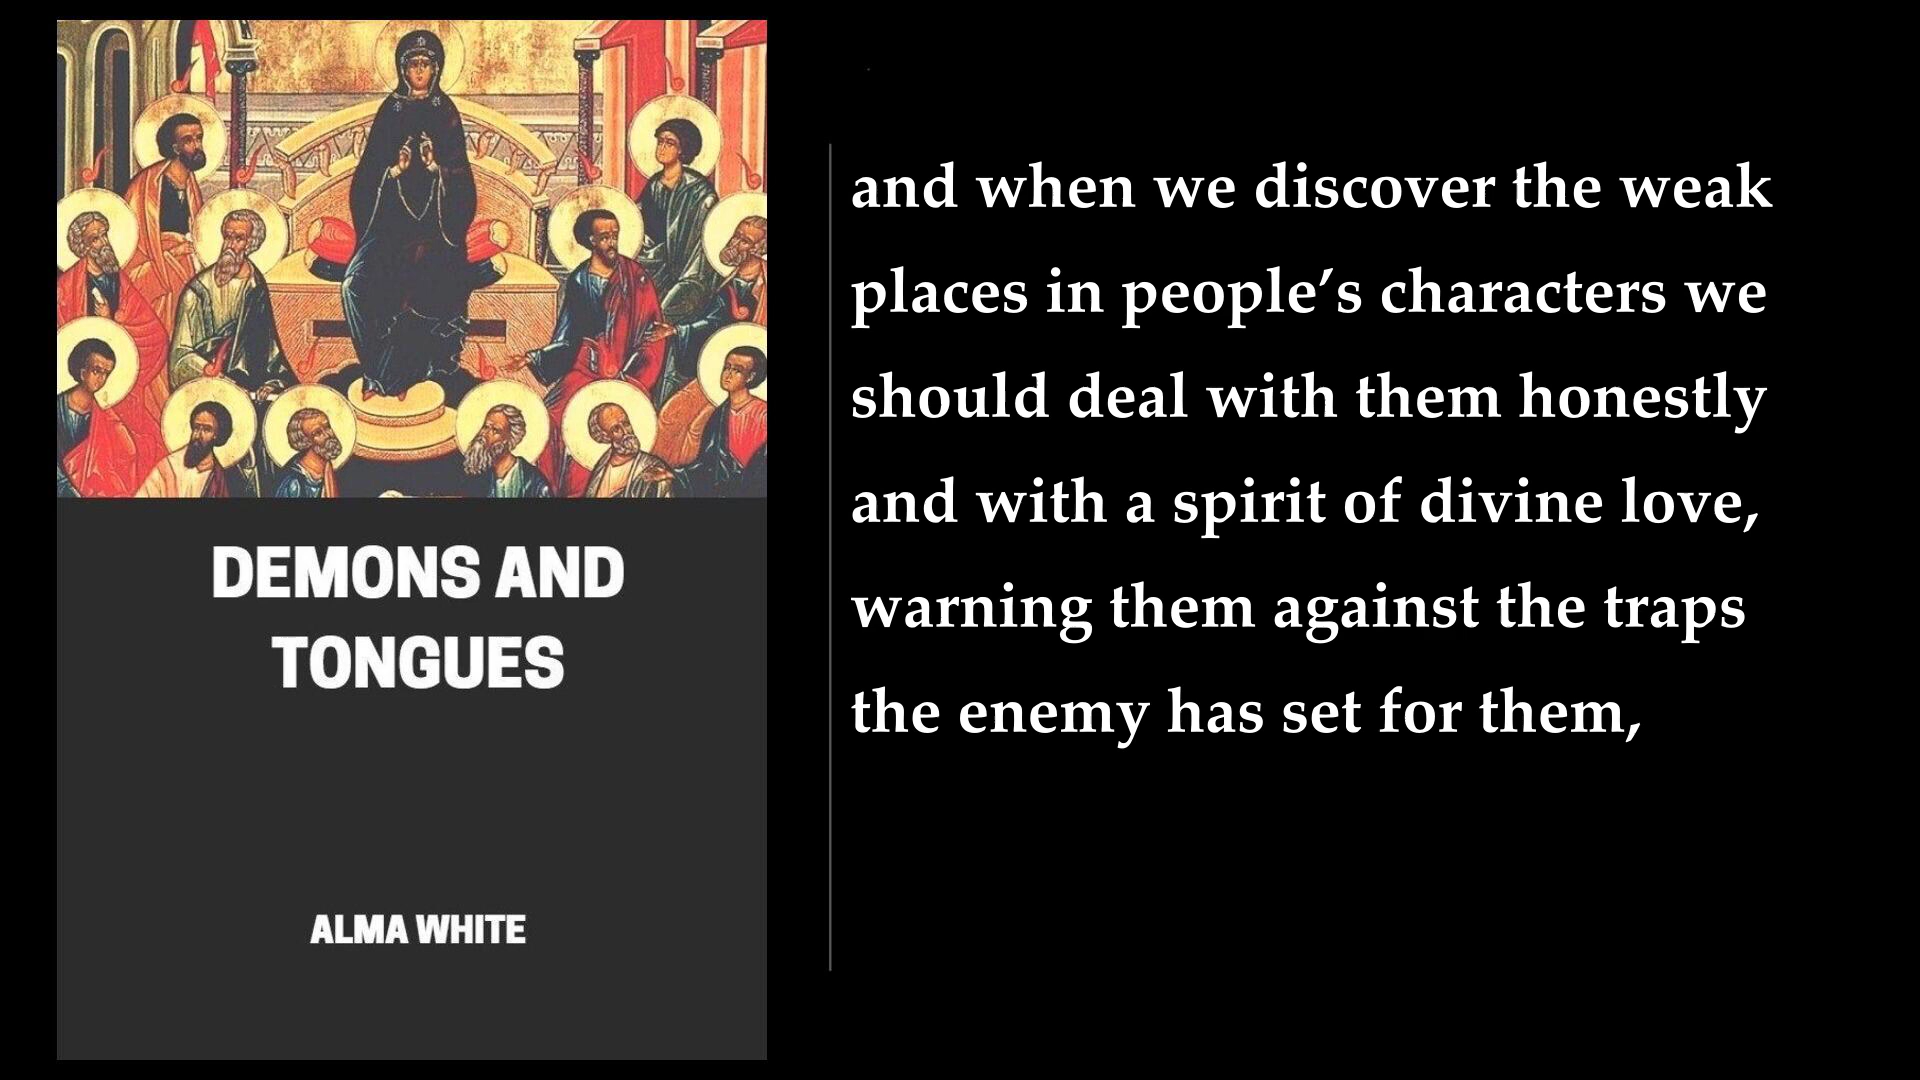 DEMONS AND
TONGUES
ALMA WHITE
and when we discover the weak
places in people’s characters we
should deal with them honestly
and with a spirit of divine love,
warning them against the traps
the enemy has set for them,